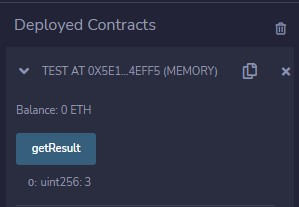 Deployed Contracts
TEST AT 0X5E1...4EFF5 (MEMORY)
Balance: 0 ETH
getResult
0: uint256: 3